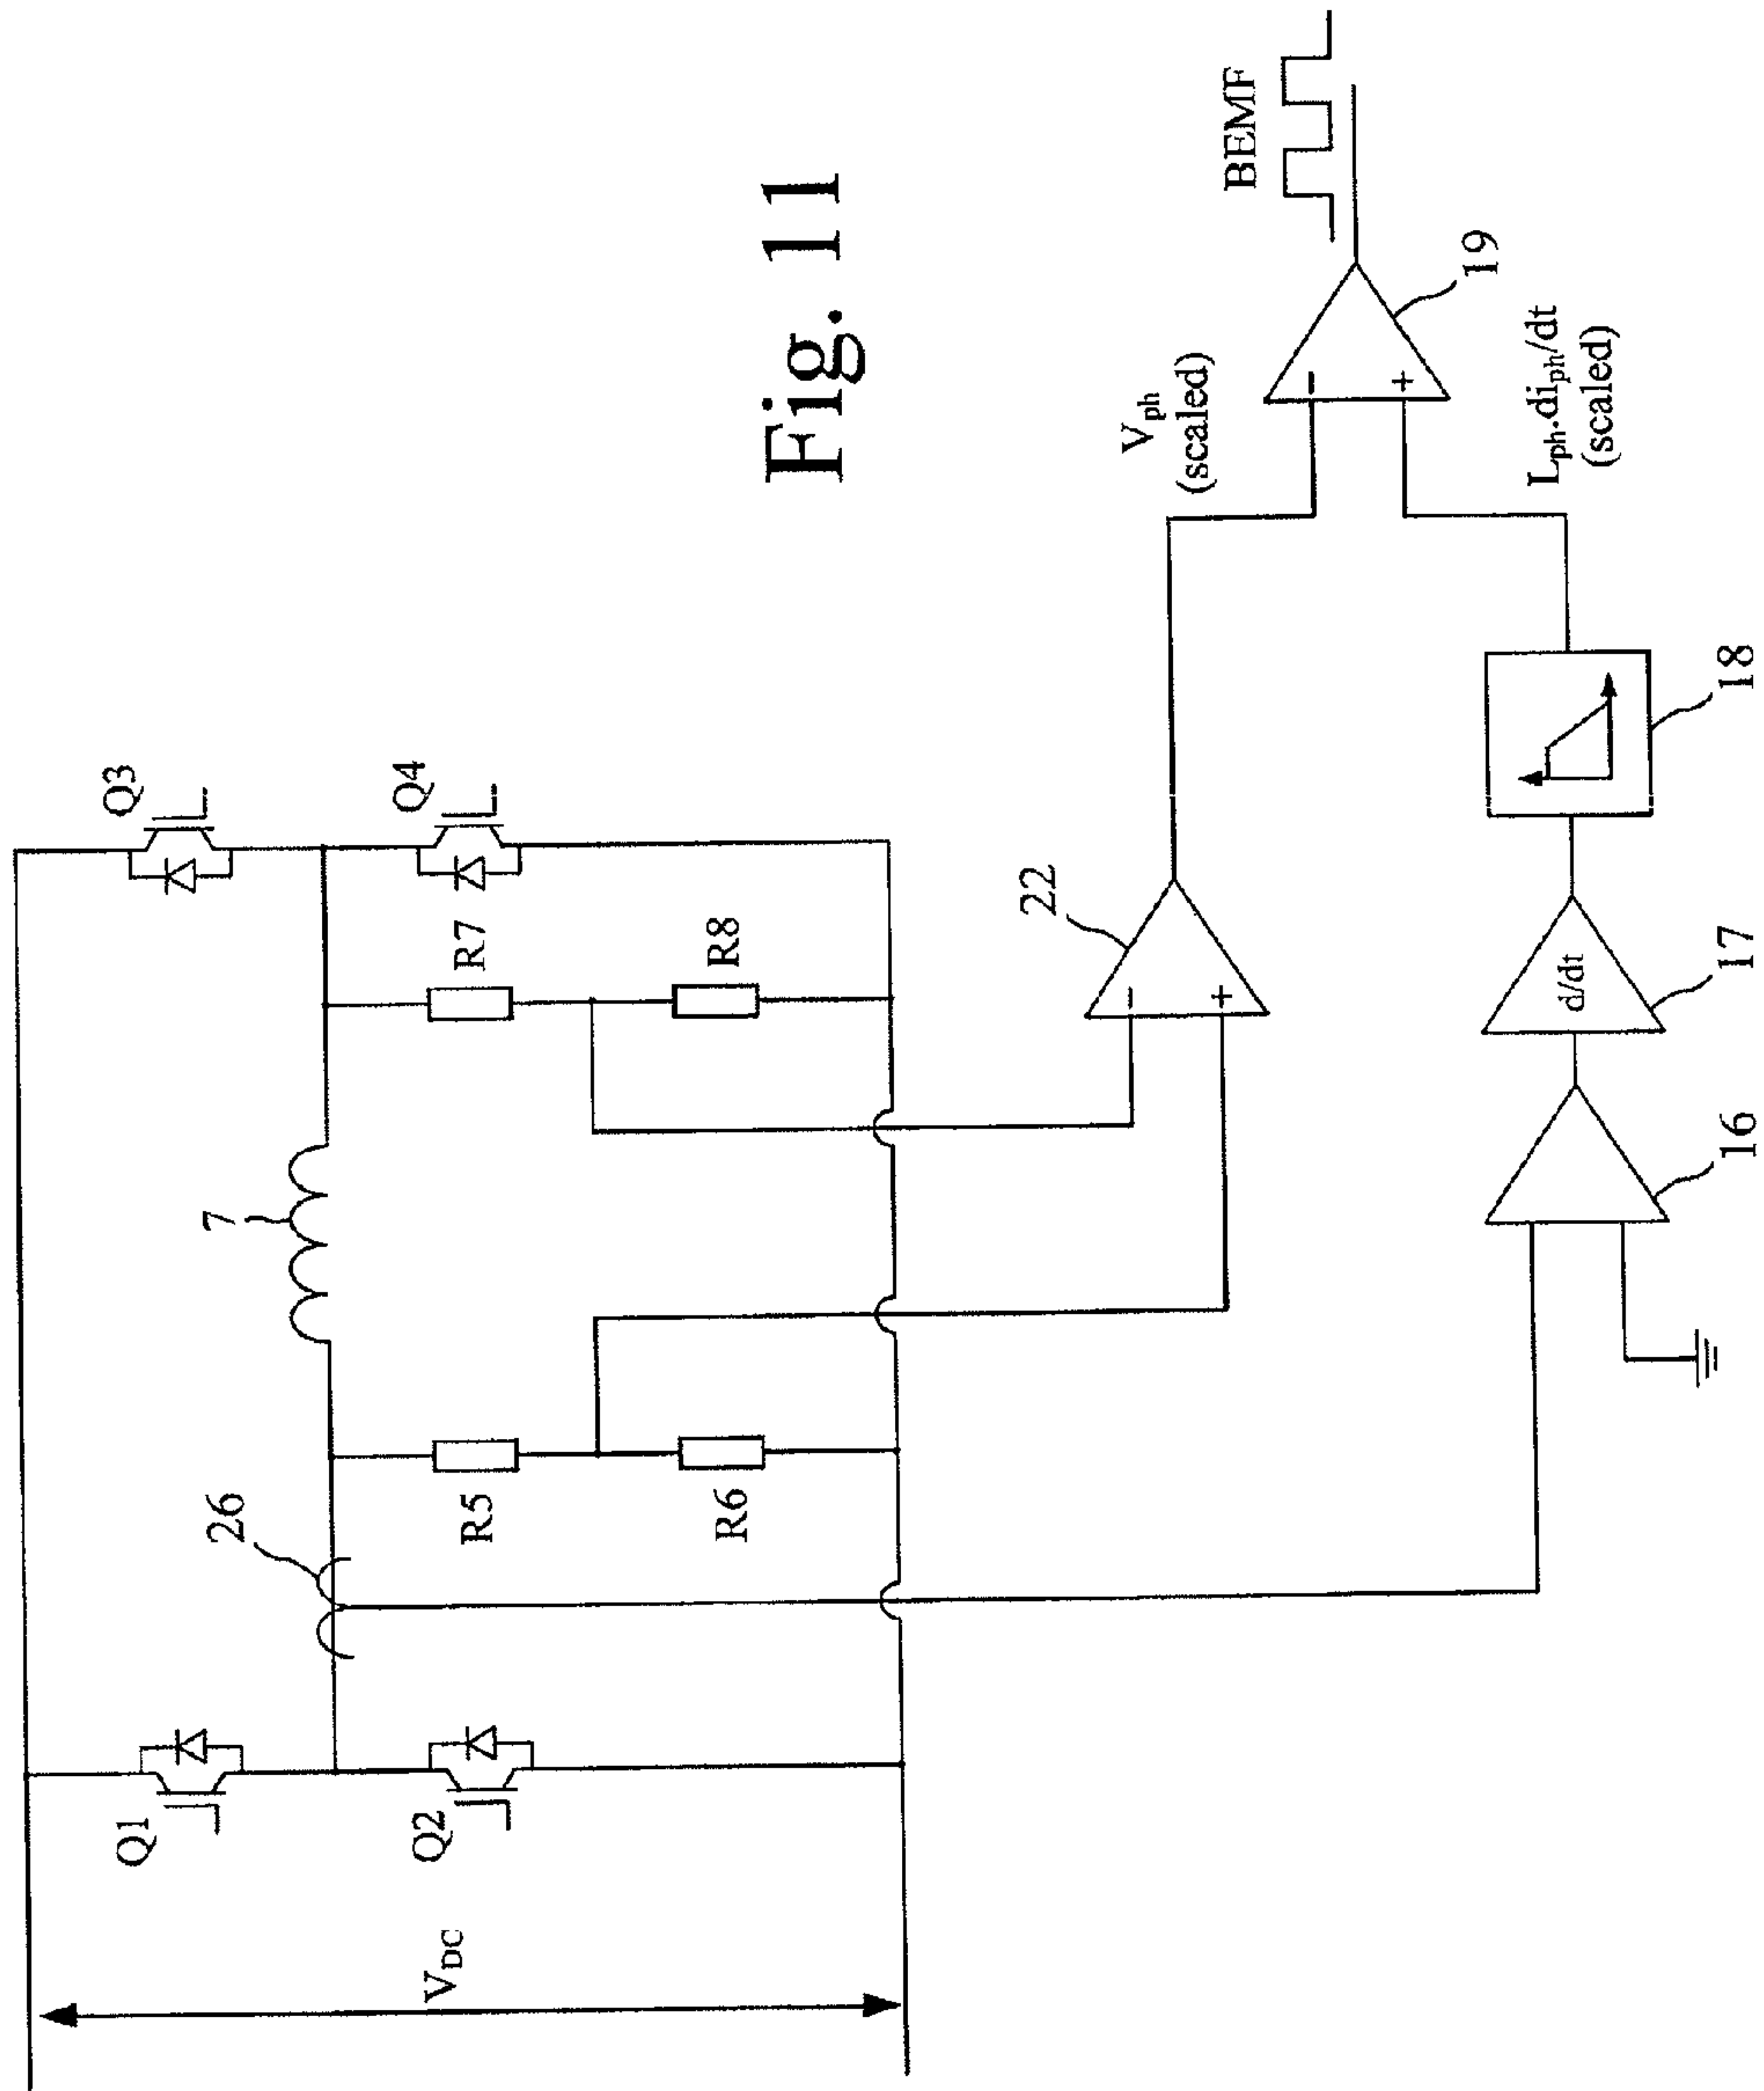 Fig. 11
Q1
Q2
Q3
Q4
V_DC
26
7
R5
R6
R7
R8
22
-
+
V_ph
(scaled)
BEMF
-
+
19
L_ph.di_ph/dt
(scaled)
16
d/dt
17
18